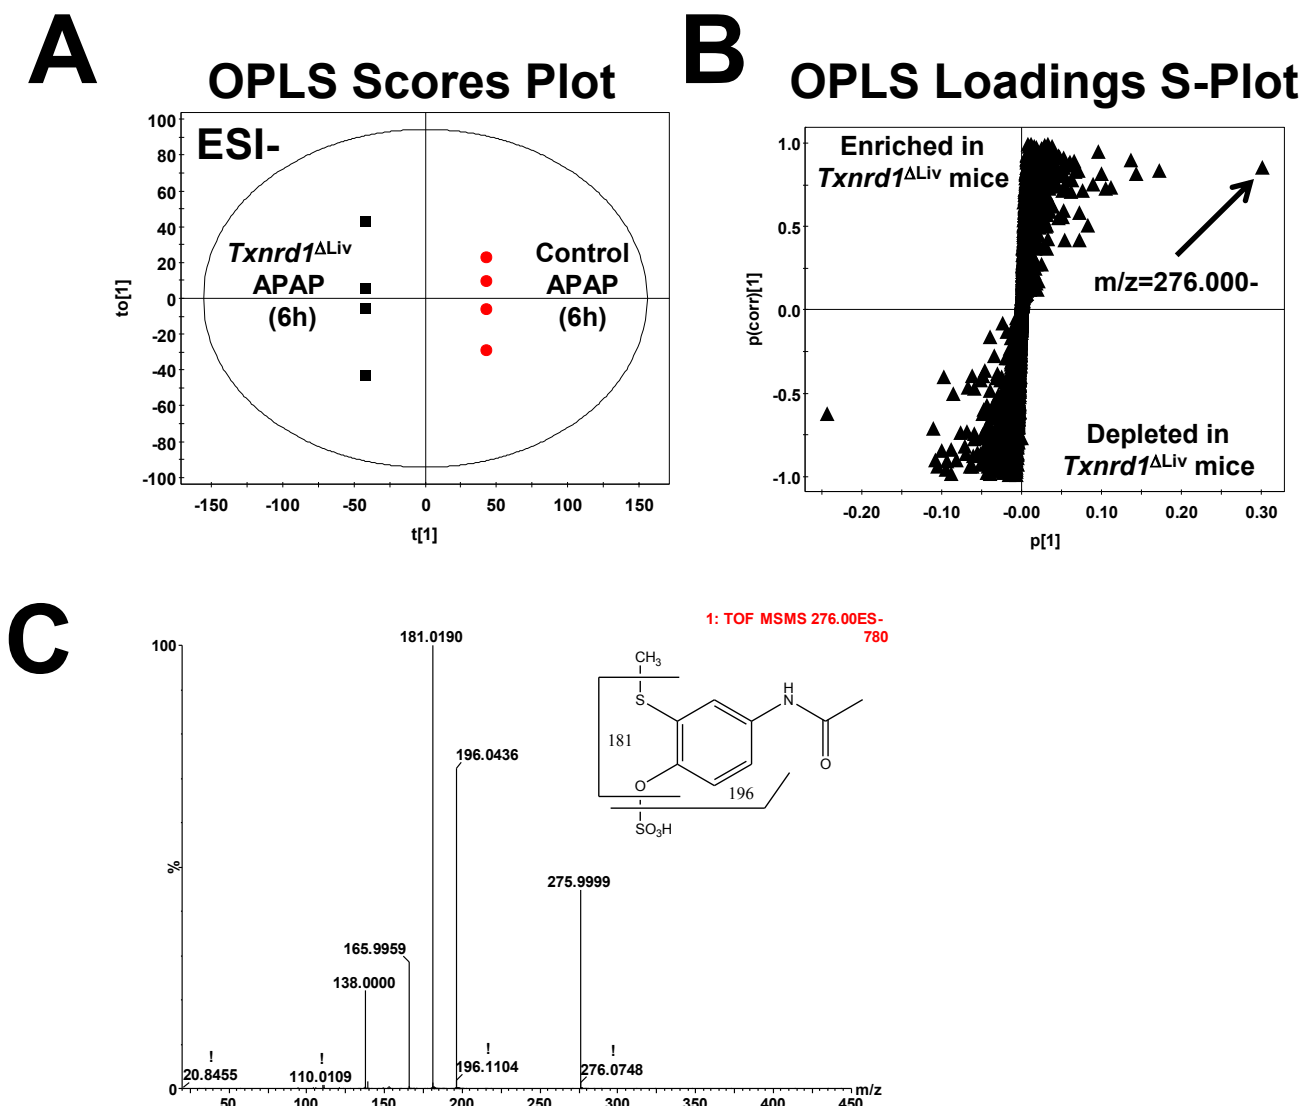 A
OPLS Scores Plot
ESI-
100
80
60
40
20
0
-20
-40
-60
-80
-100
to[1]
Txnrd1ΔLiv
APAP
(6h)
Control
APAP
(6h)
-150 -100 -50 0 50 100 150
t[1]
B
OPLS Loadings S-Plot
1.0
0.5
0.0
-0.5
-1.0
p(corr)[1]
Enriched in
Txnrd1ΔLiv mice
m/z=276.000-
Depleted in
Txnrd1ΔLiv mice
-0.20 -0.10 -0.00 0.10 0.20 0.30
p[1]
C
1: TOF MSMS 276.00ES-
780
100
%
0
181.0190
196.0436
275.9999
165.9959
138.0000
!
20.8455
!
110.0109
!
196.1104
!
276.0748
CH3
S
H
N
O
181
O
196
SO3H
50 100 150 200 250 300 350 400 450
m/z